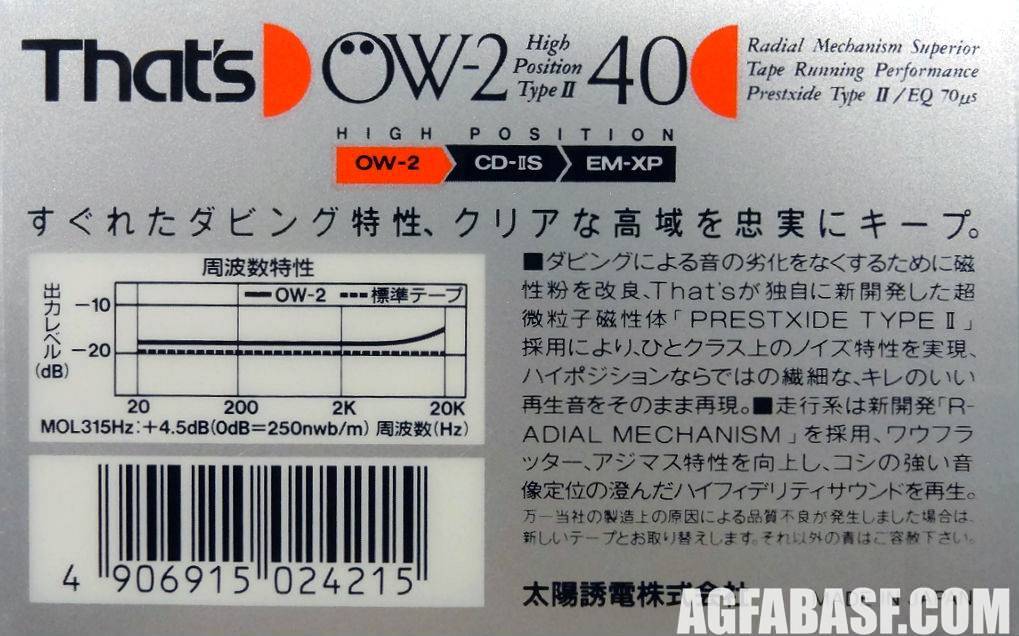 That's OW-2 High Position Type II 40
Radial Mechanism Superior
Tape Running Performance
Prestxide Type II/EQ 70μs
HIGH POSITION
OW-2 CD-IIS EM-XP
すぐれたダビング特性、クリアな高域を忠実にキープ。
周波数特性
出力レベル(dB)
OW-2 標準テープ
-10
-20
20 200 2K 20K
MOL315Hz:+4.5dB(0dB=250nwb/m) 周波数(Hz)
4 906915 024215
■ダビングによる音の劣化をなくするために磁
性粉を改良、That'sが独自に新開発した超
微粒子磁性体「PRESTXIDE TYPE II」
採用により、ひとクラス上のノイズ特性を実現、
ハイポジションならではの繊細な、キレのいい
再生音をそのまま再現。■走行系は新開発「R-
ADIAL MECHANISM」を採用、ワウフラ
ッター、アジマス特性を向上し、コシの強い音
像定位の澄んだハイフィデリティサウンドを再生。
万一当社の製造上の原因による品質不良が発生しました場合は、
新しいテープとお取り替えします。それ以外の責はご容赦下さい。
太陽誘電株式会社 MADE IN JAPAN
AGFABASF.COM